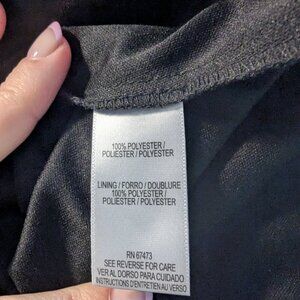 100% POLYESTER /
POLIESTER / POLYESTER
LINING / FORRO / DOUBLURE
100% POLYESTER /
POLIESTER / POLYESTER
RN 67473
SEE REVERSE FOR CARE
VER AL DORSO PARA CUIDADO
INSTRUCTIONS D'ENTRETIEN AU VERSO